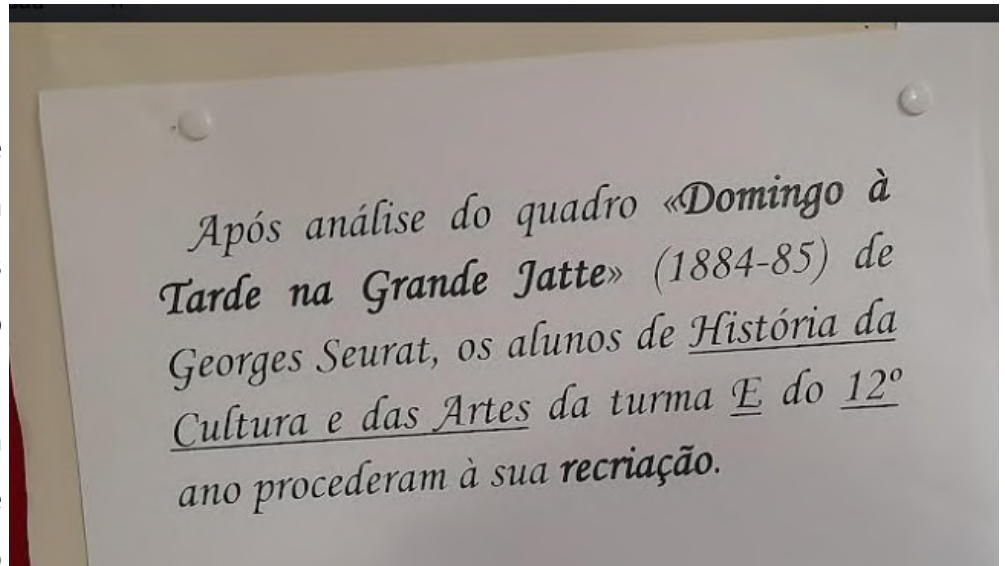 Após análise do quadro «Domingo à
Tarde na Grande Jatte» (1884-85) de
Georges Seurat, os alunos de História da
Cultura e das Artes da turma E do 12º
ano procederam à sua recriação.